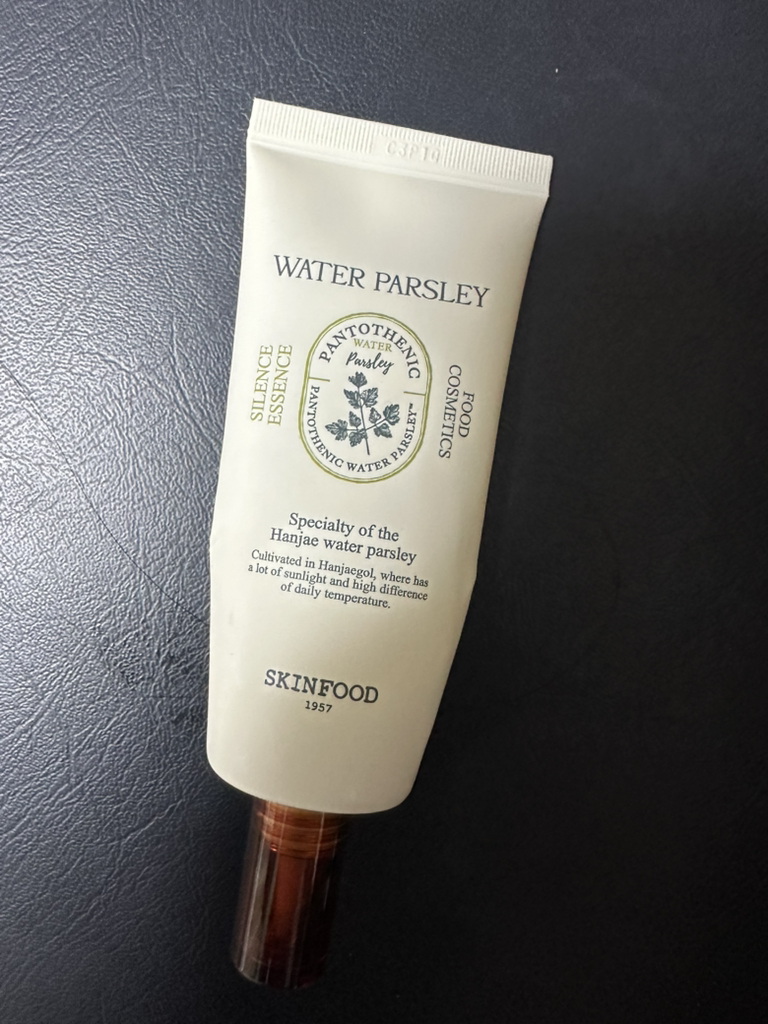 C3P1G
WATER PARSLEY
SILENCE
ESSENCE
PANTOTHENIC
WATER
Parsley
PANTOTHENIC WATER PARSLEY™
FOOD
COSMETICS
Specialty of the
Hanjae water parsley
Cultivated in Hanjaegol, where has
a lot of sunlight and high difference
of daily temperature.
SKINFOOD
1957